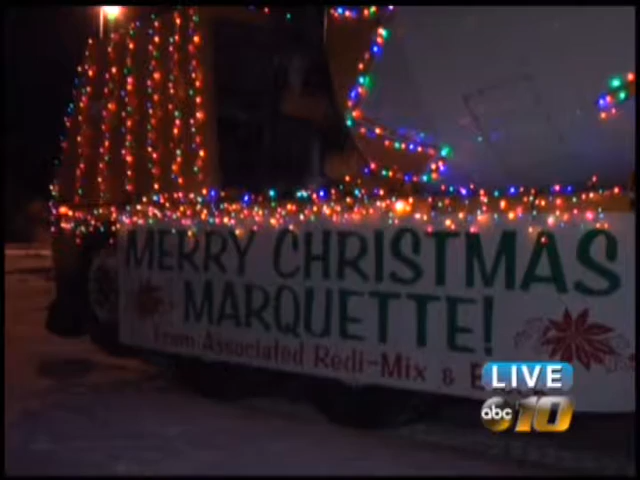 MERRY CHRISTMAS
MARQUETTE!
From Associated Redi-Mix &
LIVE
abc 10